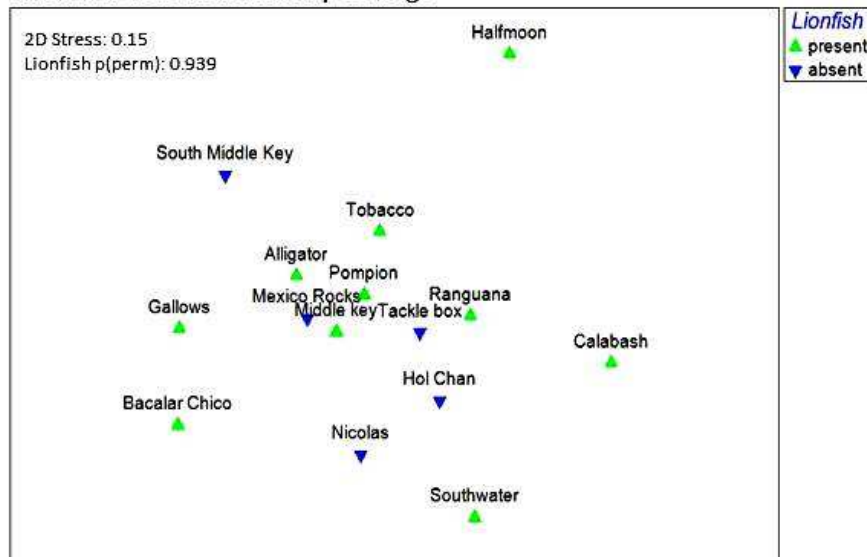 Lionfish
present
absent
2D Stress: 0.15
Lionfish p(perm): 0.939
Halfmoon
South Middle Key
Tobacco
Alligator
Pompion
Mexico Rocks
Ranguana
Gallows
Middle key
Tackle box
Calabash
Hol Chan
Bacalar Chico
Nicolas
Southwater